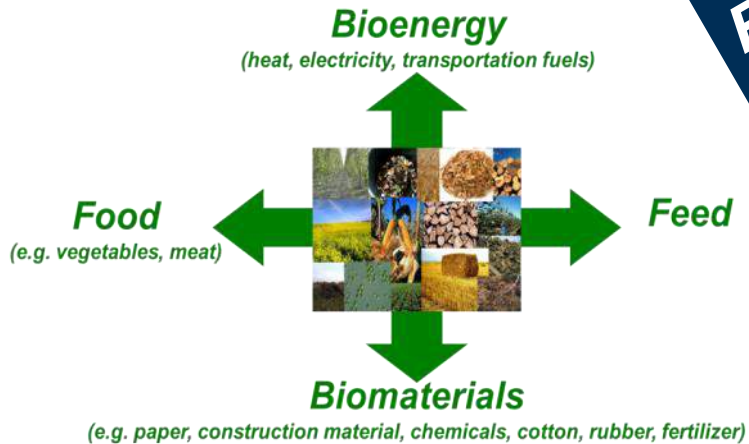 Bioenergy
(heat, electricity, transportation fuels)
Food
(e.g. vegetables, meat)
Feed
Biomaterials
(e.g. paper, construction material, chemicals, cotton, rubber, fertilizer)